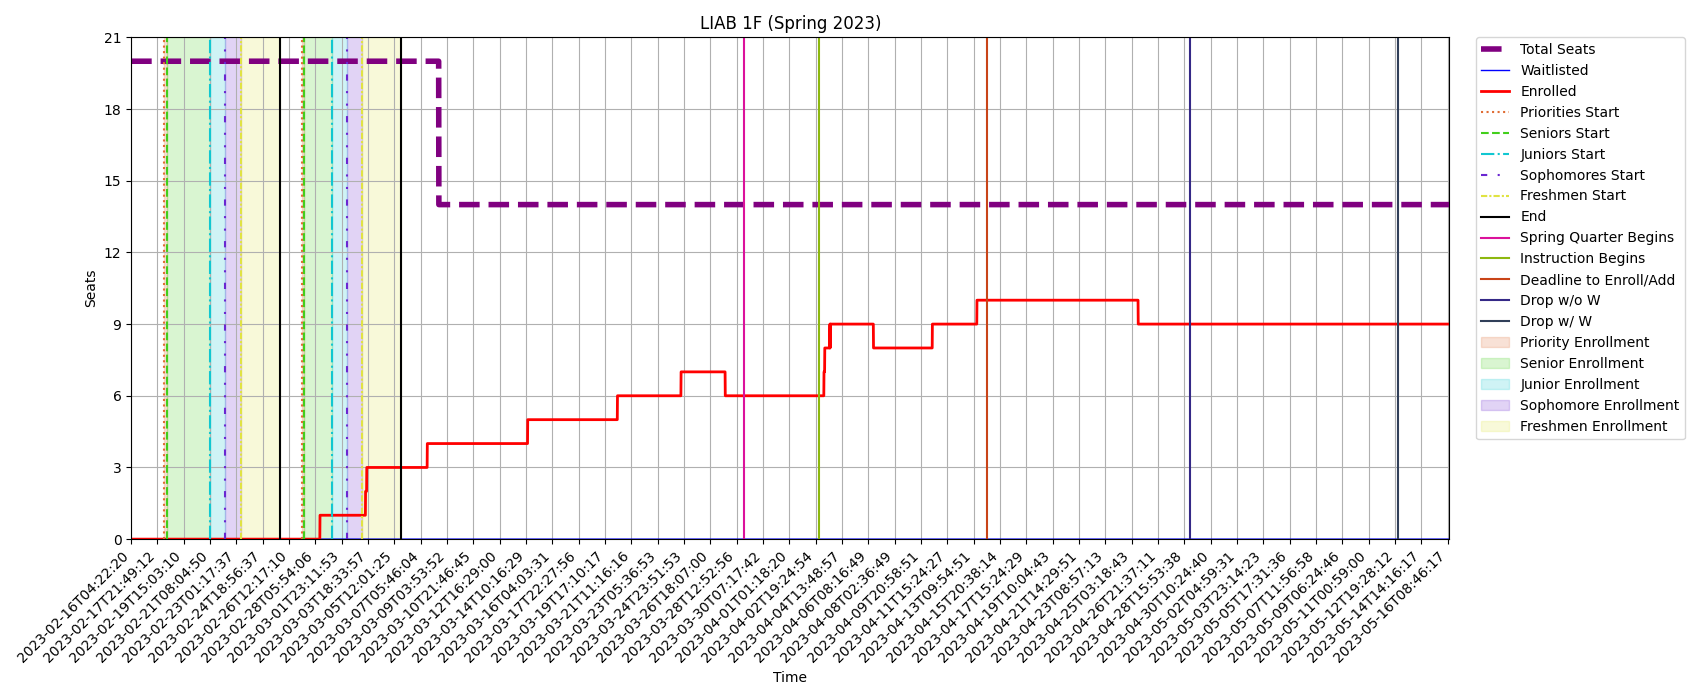 LIAB 1F (Spring 2023)
21
18
15
12
9
6
3
0
Seats
2023-02-16T04:22:20
2023-02-17T21:49:12
2023-02-19T15:03:10
2023-02-21T08:04:50
2023-02-23T01:17:37
2023-02-24T18:56:37
2023-02-26T12:17:10
2023-02-28T05:54:06
2023-03-01T23:11:53
2023-03-03T18:33:57
2023-03-05T12:01:25
2023-03-07T05:46:04
2023-03-09T03:53:52
2023-03-10T21:46:45
2023-03-12T16:29:00
2023-03-14T10:16:29
2023-03-16T04:03:31
2023-03-17T22:27:56
2023-03-19T17:10:17
2023-03-21T11:16:16
2023-03-23T05:36:53
2023-03-24T23:51:53
2023-03-26T18:07:00
2023-03-28T12:52:56
2023-03-30T07:17:42
2023-04-01T01:18:20
2023-04-02T19:24:54
2023-04-04T13:48:57
2023-04-06T08:16:49
2023-04-08T02:36:49
2023-04-09T20:58:51
2023-04-11T15:24:27
2023-04-13T09:54:51
2023-04-15T20:38:14
2023-04-17T15:24:29
2023-04-19T10:04:43
2023-04-21T14:29:51
2023-04-23T08:57:13
2023-04-25T03:18:43
2023-04-26T21:37:11
2023-04-28T15:53:38
2023-04-30T10:24:40
2023-05-02T04:59:31
2023-05-03T23:14:23
2023-05-05T17:31:36
2023-05-07T11:56:58
2023-05-09T06:24:46
2023-05-11T00:59:00
2023-05-12T19:28:12
2023-05-14T14:16:17
2023-05-16T08:46:17
Time
Total Seats
Waitlisted
Enrolled
Priorities Start
Seniors Start
Juniors Start
Sophomores Start
Freshmen Start
End
Spring Quarter Begins
Instruction Begins
Deadline to Enroll/Add
Drop w/o W
Drop w/ W
Priority Enrollment
Senior Enrollment
Junior Enrollment
Sophomore Enrollment
Freshmen Enrollment